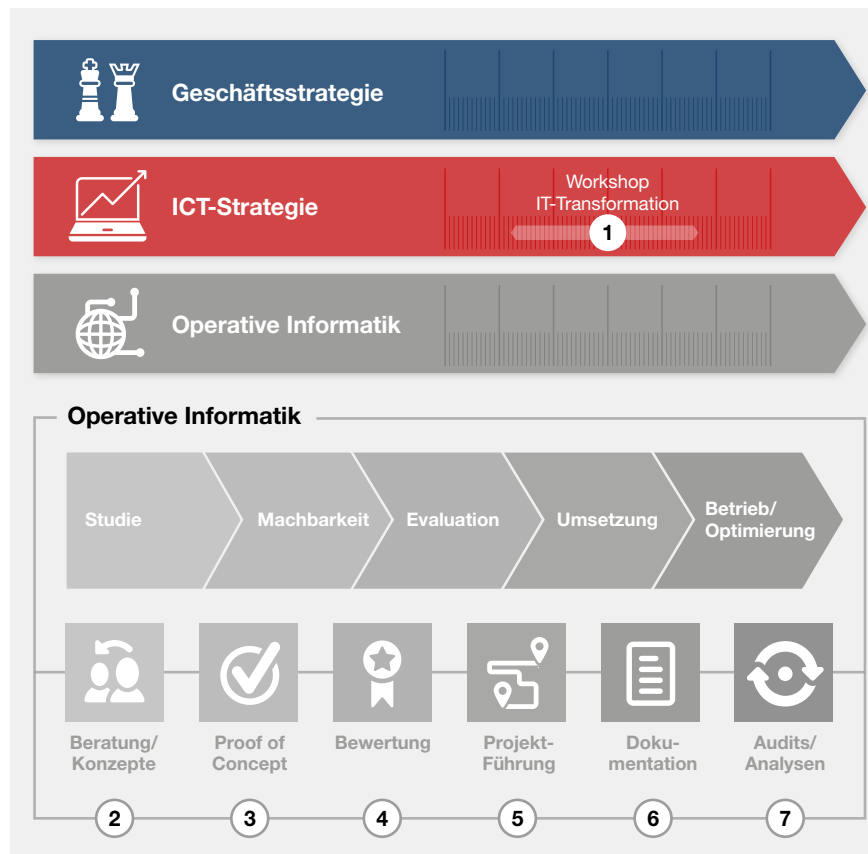 Geschäftsstrategie
ICT-Strategie
Workshop
IT-Transformation
1
Operative Informatik
Operative Informatik
Studie
Machbarkeit
Evaluation
Umsetzung
Betrieb/
Optimierung
Beratung/
Konzepte
Proof of
Concept
Bewertung
Projekt-
Führung
Doku-
mentation
Audits/
Analysen
2
3
4
5
6
7